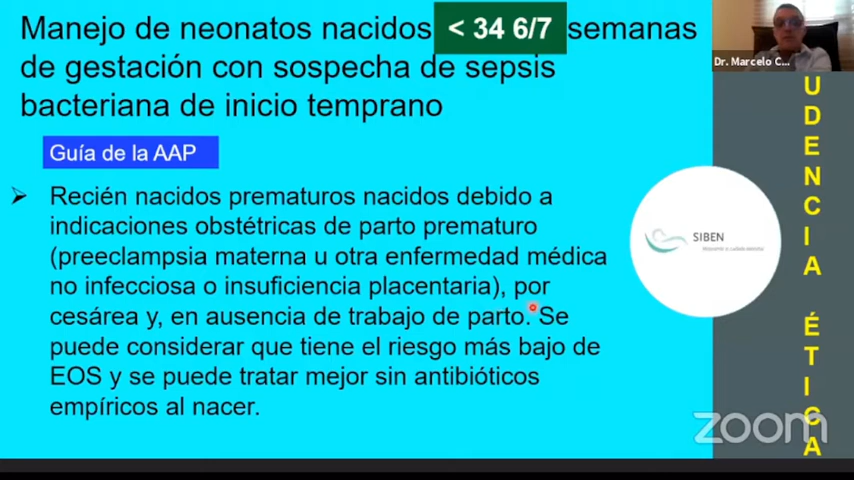 Manejo de neonatos nacidos < 34 6/7 semanas
de gestación con sospecha de sepsis
bacteriana de inicio temprano
Dr. Marcelo C...
Guía de la AAP
Recién nacidos prematuros nacidos debido a
indicaciones obstétricas de parto prematuro
(preeclampsia materna u otra enfermedad médica
no infecciosa o insuficiencia placentaria), por
cesárea y, en ausencia de trabajo de parto. Se
puede considerar que tiene el riesgo más bajo de
EOS y se puede tratar mejor sin antibióticos
empíricos al nacer.
SIBEN
UDENCIA ÉTICA
zoom